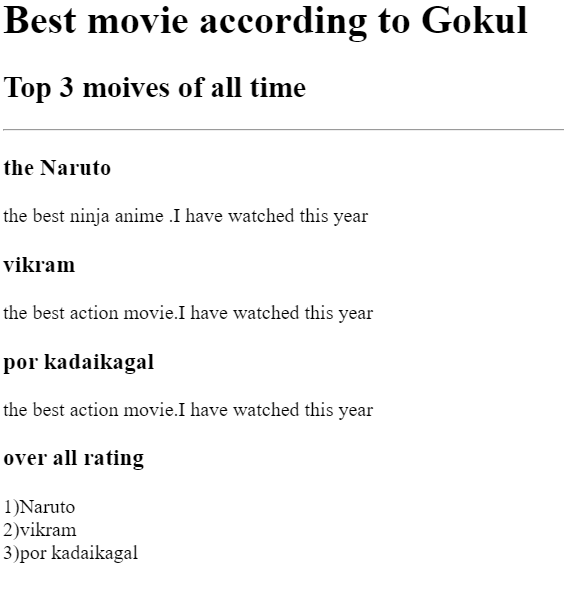 Best movie according to Gokul
Top 3 moives of all time
the Naruto
the best ninja anime .I have watched this year
vikram
the best action movie.I have watched this year
por kadaikagal
the best action movie.I have watched this year
over all rating
1)Naruto
2)vikram
3)por kadaikagal